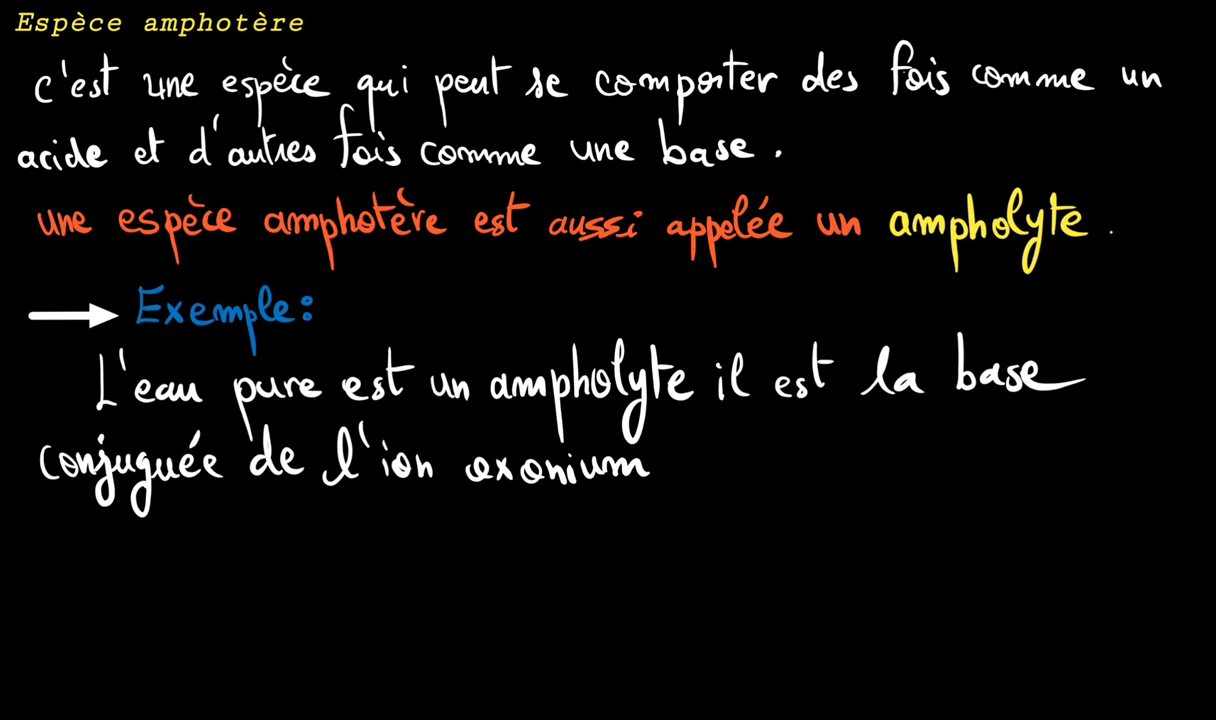 Espèce amphotère
c'est une espèce qui peut se comporter des fois comme un
acide et d'autres fois comme une base.
une espèce amphotère est aussi appelée un ampholyte.
Exemple:
L'eau pure est un ampholyte il est la base
conjuguée de l'ion oxonium